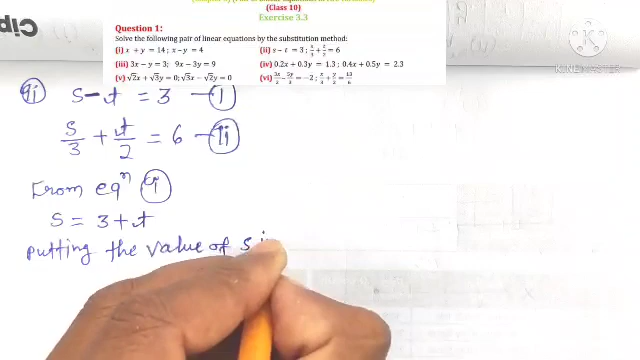 (Class 10)
Exercise 3.3
Question 1:
Solve the following pair of linear equations by the substitution method:
(i) x + y = 14; x – y = 4 (ii) s – t = 3 ; s/3 + t/2 = 6
(iii) 3x – y = 3; 9x – 3y = 9 (iv) 0.2x + 0.3y = 1.3; 0.4x + 0.5y = 2.3
(v) √2x + √3y = 0; √3x – √2y = 0 (vi) 3x/2 – 5y/3 = –2; x/3 + y/2 = 13/6
KINEMASTER
KINEMASTER
(ii) s – t = 3 — (i)
s/3 + t/2 = 6 — (ii)
From eqⁿ (i)
s = 3 + t
putting the value of s i